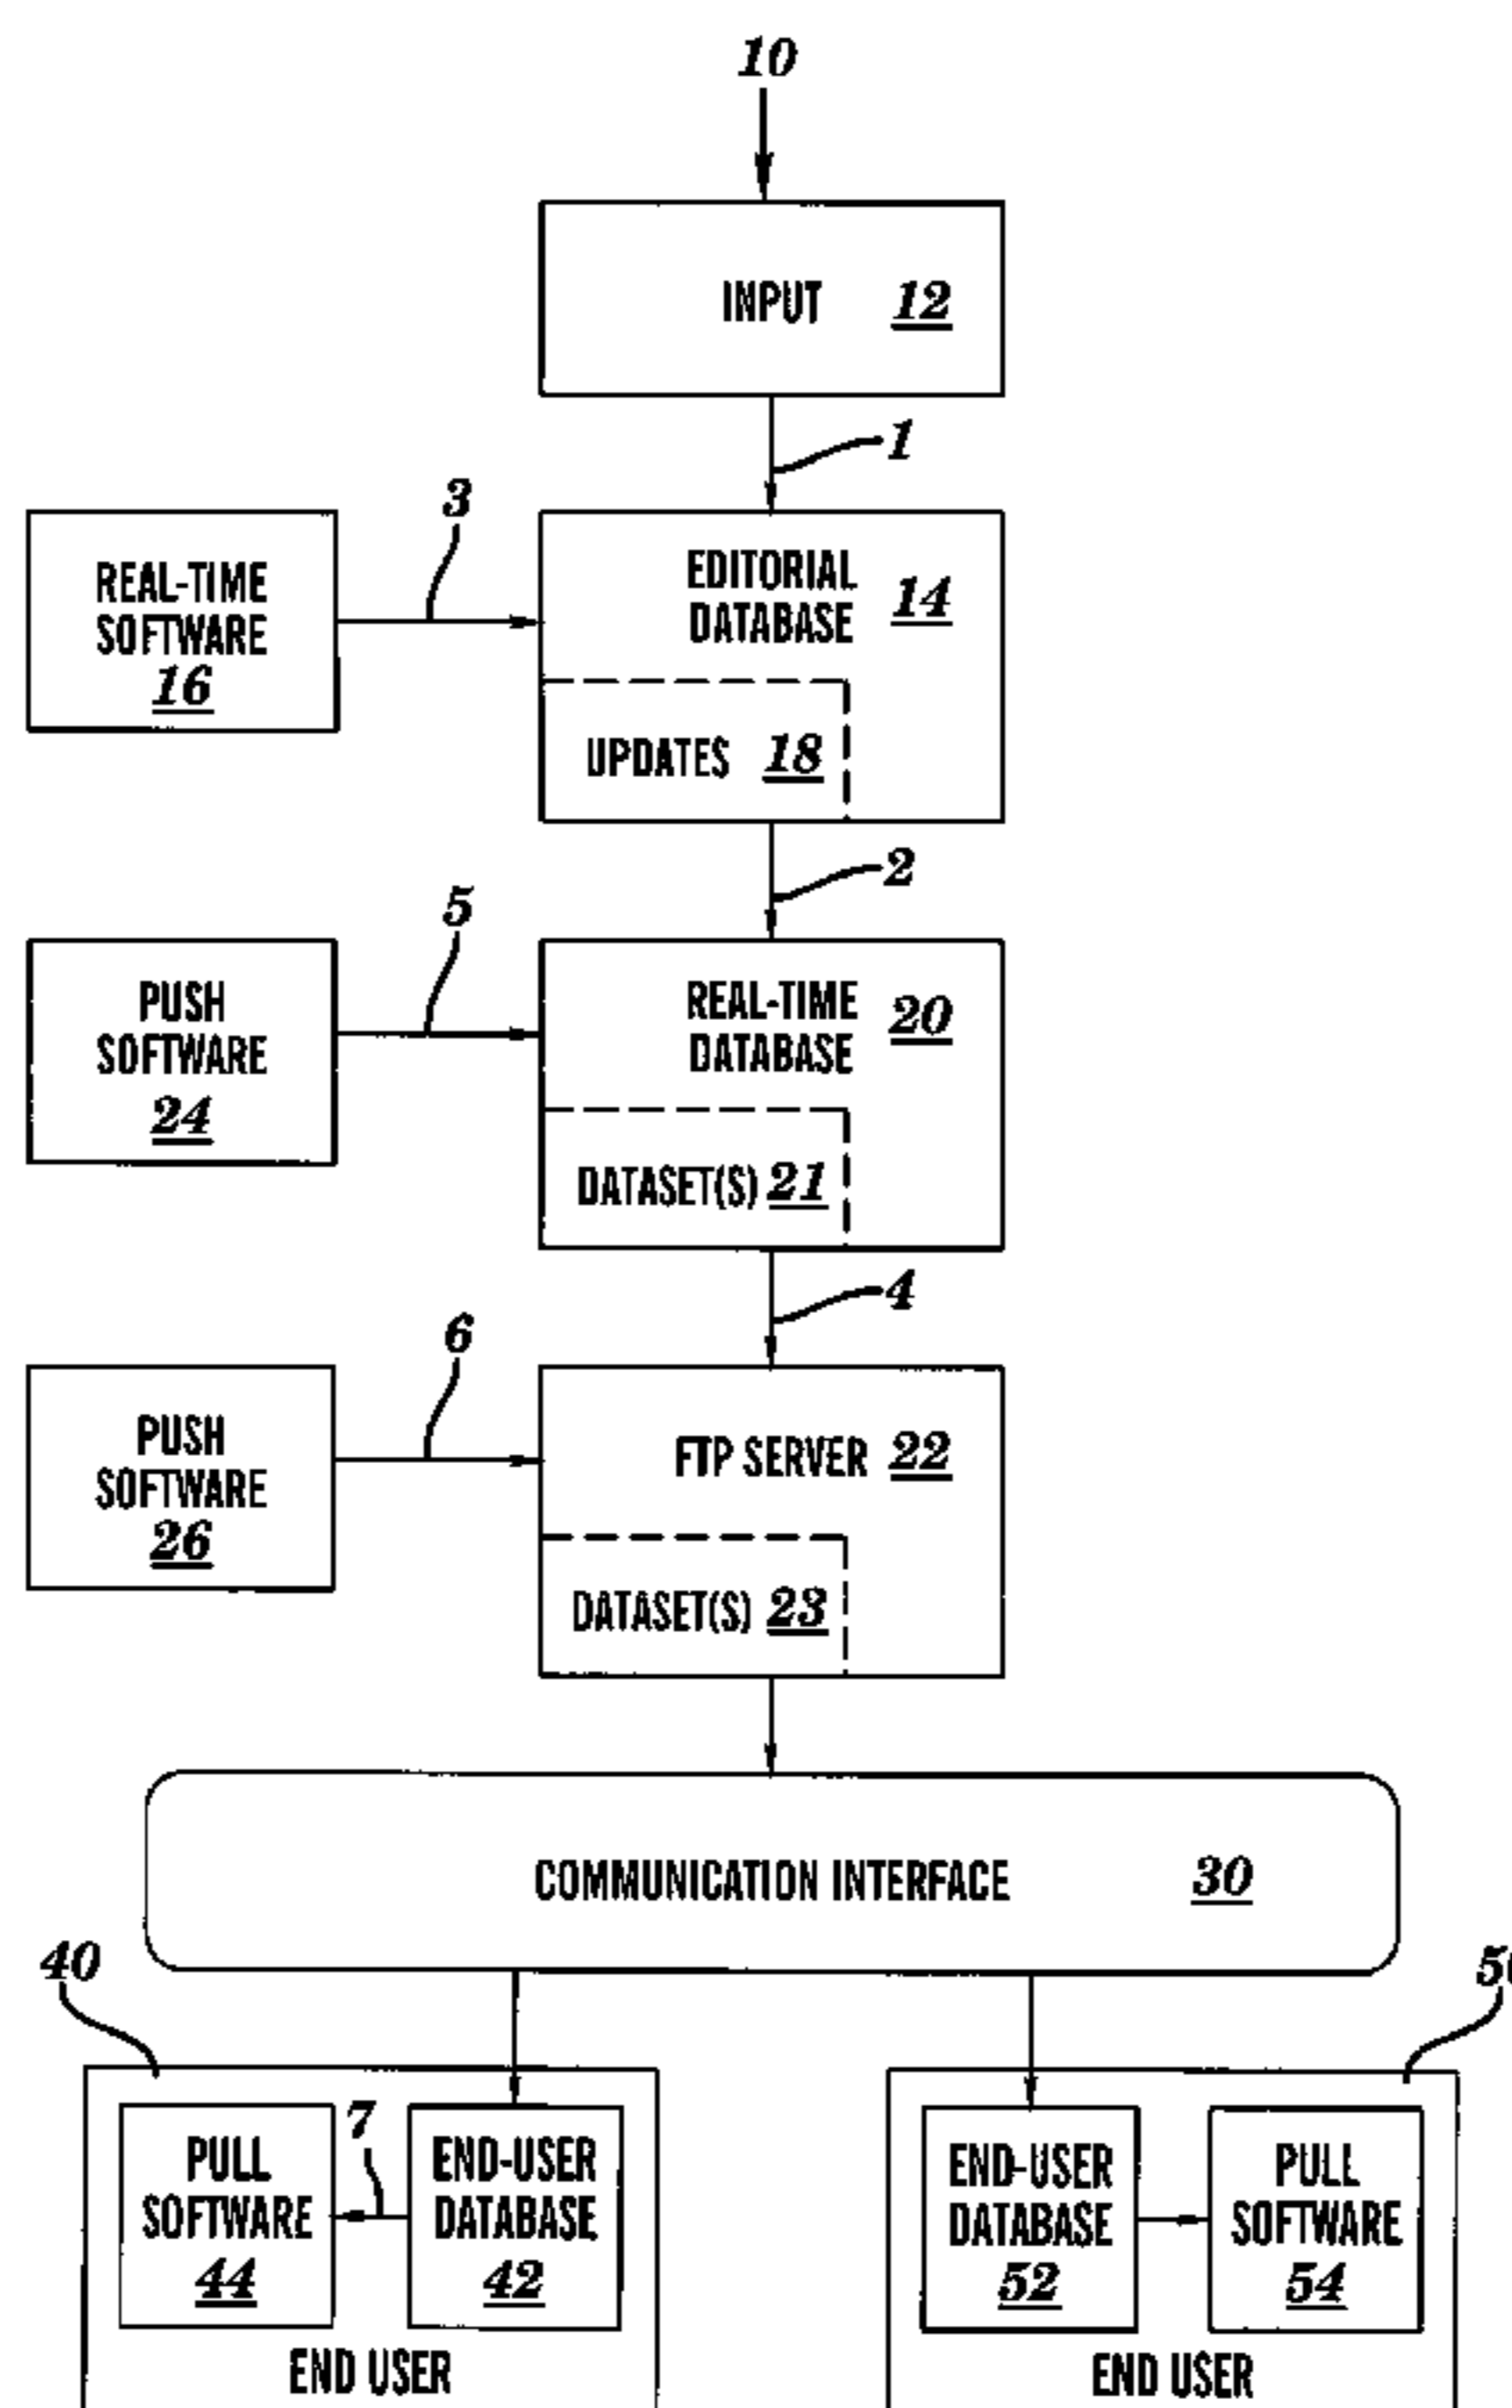 10
INPUT 12
1
3
REAL-TIME
SOFTWARE
16
EDITORIAL
DATABASE 14
UPDATES 18
2
5
PUSH
SOFTWARE
24
REAL-TIME
DATABASE 20
DATASET(S) 21
4
6
PUSH
SOFTWARE
26
FTP SERVER 22
DATASET(S) 23
COMMUNICATION INTERFACE 30
40
7
PULL
SOFTWARE
44
END-USER
DATABASE
42
END USER
END-USER
DATABASE
52
PULL
SOFTWARE
54
END USER